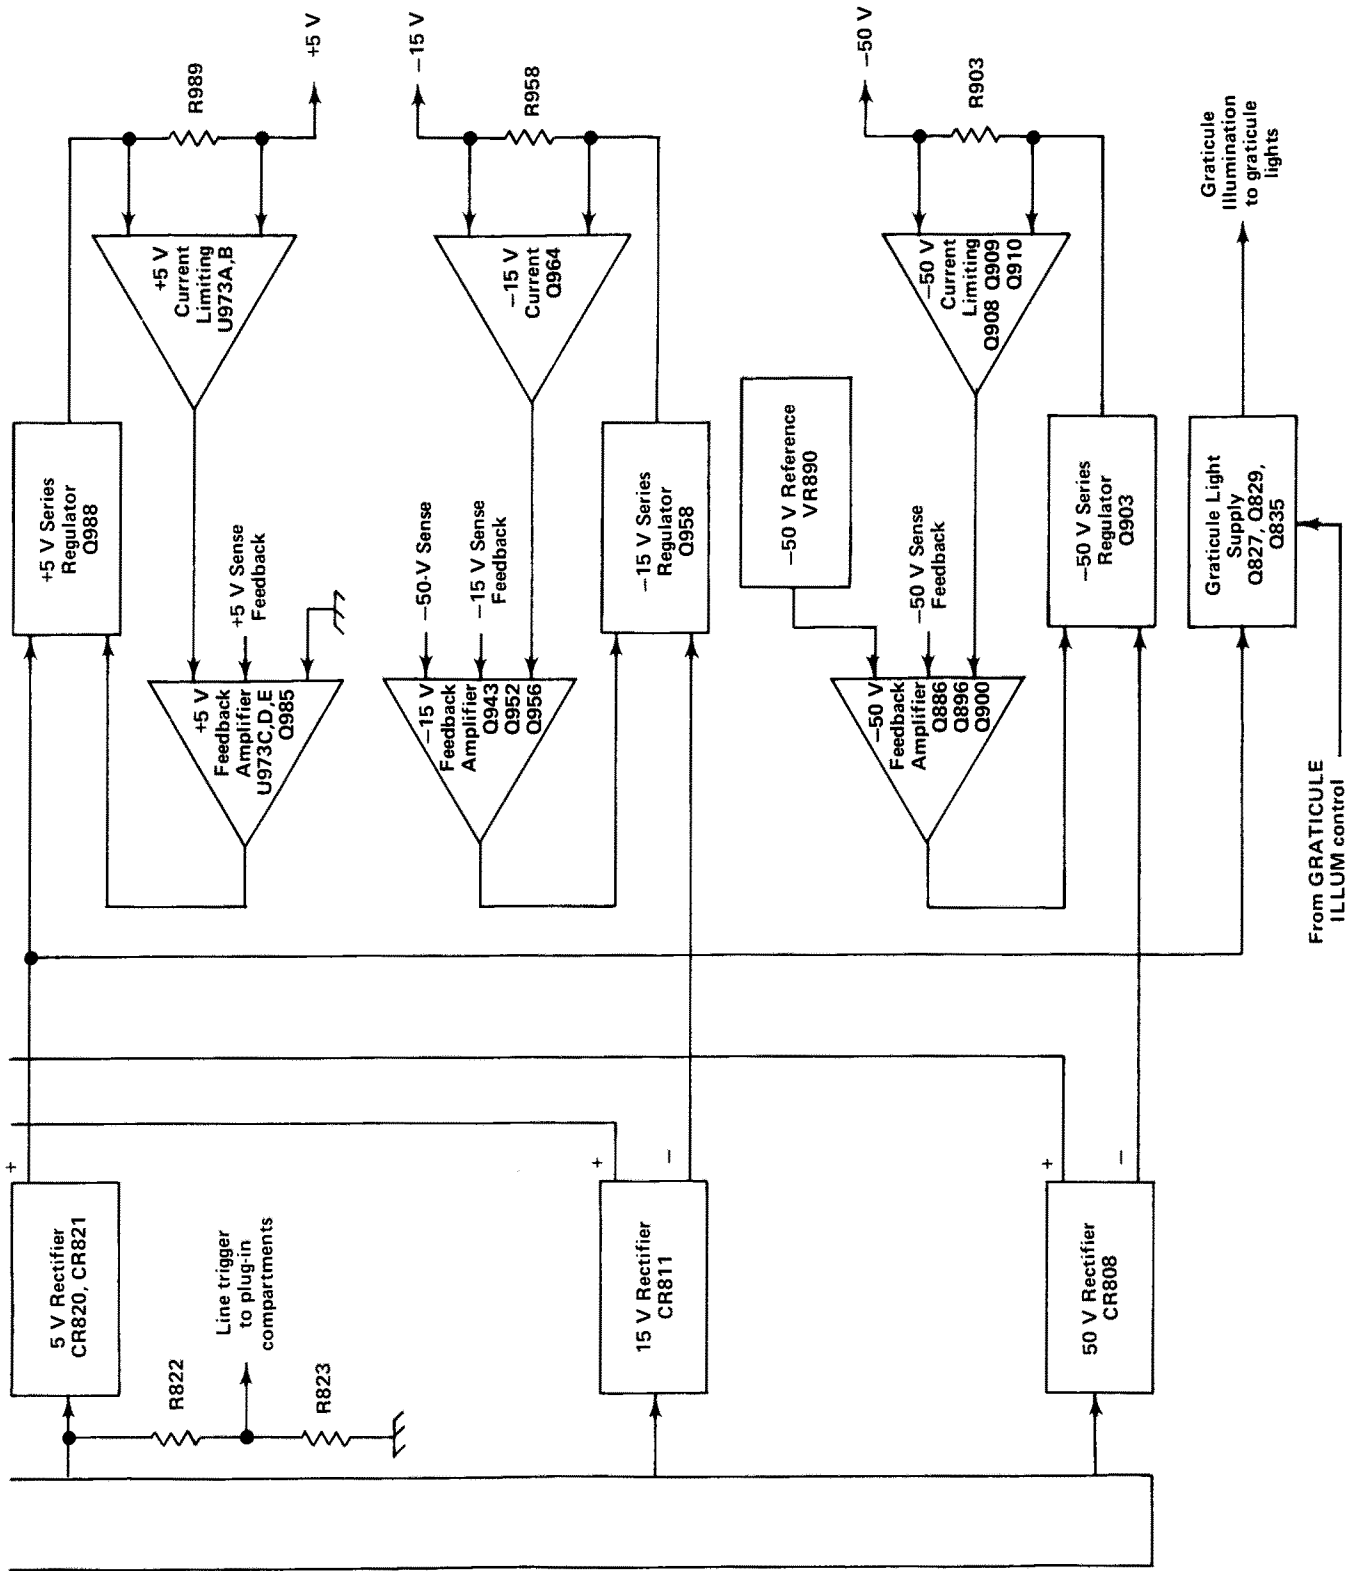 5 V Rectifier
CR820, CR821
+
R822
Line trigger
to plug-in
compartments
R823
+5 V Series
Regulator
Q988
+5 V
Feedback
Amplifier
U973C,D,E
Q985
+5 V Sense
Feedback
+5 V
Current
Limiting
U973A,B
R989
+5 V
15 V Rectifier
CR811
+
−
−15 V
Feedback
Amplifier
Q943
Q952
Q956
−50-V Sense
−15 V Sense
Feedback
−15 V Series
Regulator
Q958
−15 V
Current
Q964
R958
−15 V
50 V Rectifier
CR808
+
−
−50 V Reference
VR890
−50 V
Feedback
Amplifier
Q886
Q896
Q900
−50 V Sense
Feedback
−50 V Series
Regulator
Q903
−50 V
Current
Limiting
Q908 Q909
Q910
R903
−50 V
Graticule Light
Supply
Q827, Q829,
Q835
From GRATICULE
ILLUM control
Graticule
Illumination
to graticule
lights